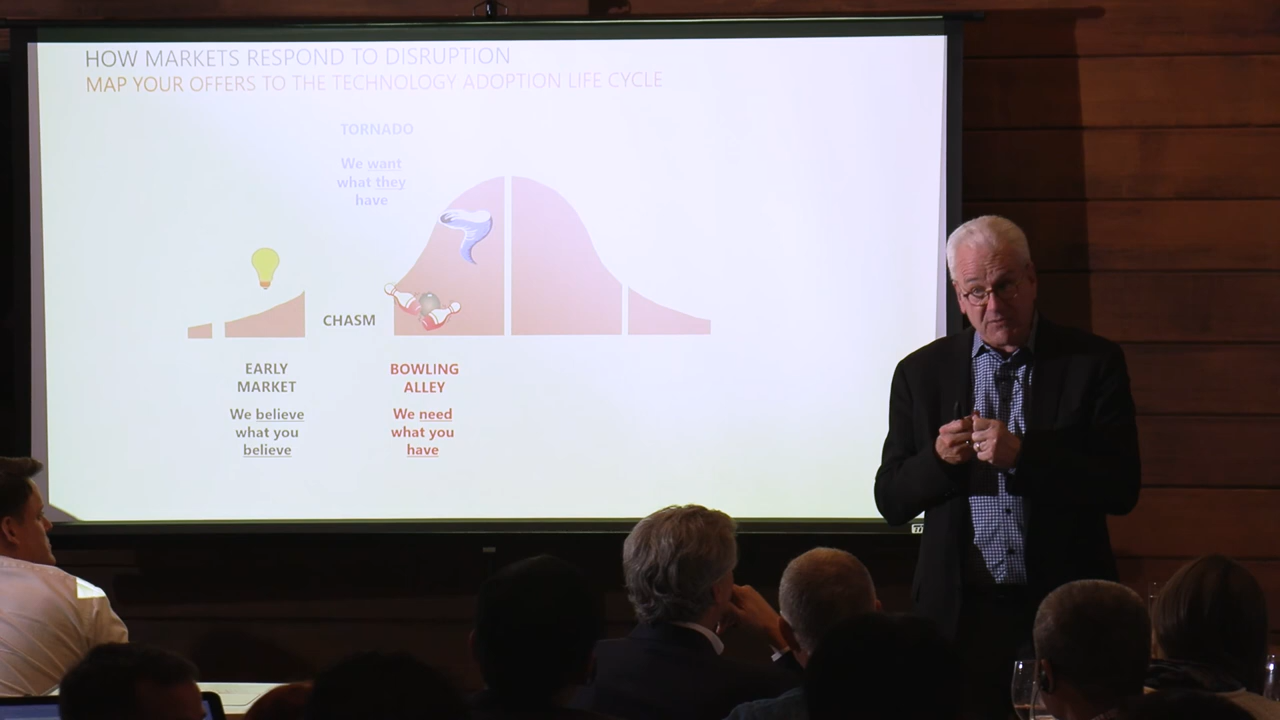 HOW MARKETS RESPOND TO DISRUPTION
MAP YOUR OFFERS TO THE TECHNOLOGY ADOPTION LIFE CYCLE
TORNADO
We want
what they
have
CHASM
EARLY
MARKET
We believe
what you
believe
BOWLING
ALLEY
We need
what you
have